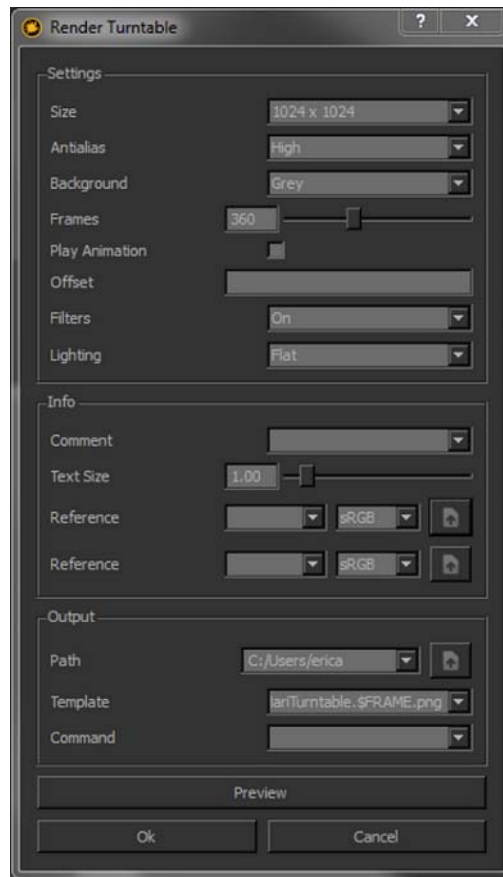 Render Turntable
?
X
Settings
Size 1024 x 1024
Antialias High
Background Grey
Frames 360
Play Animation
Offset
Filters On
Lighting Flat
Info
Comment
Text Size 1.00
Reference sRGB
Reference sRGB
Output
Path C:/Users/erica
Template lariTurntable.$FRAME.png
Command
Preview
Ok Cancel